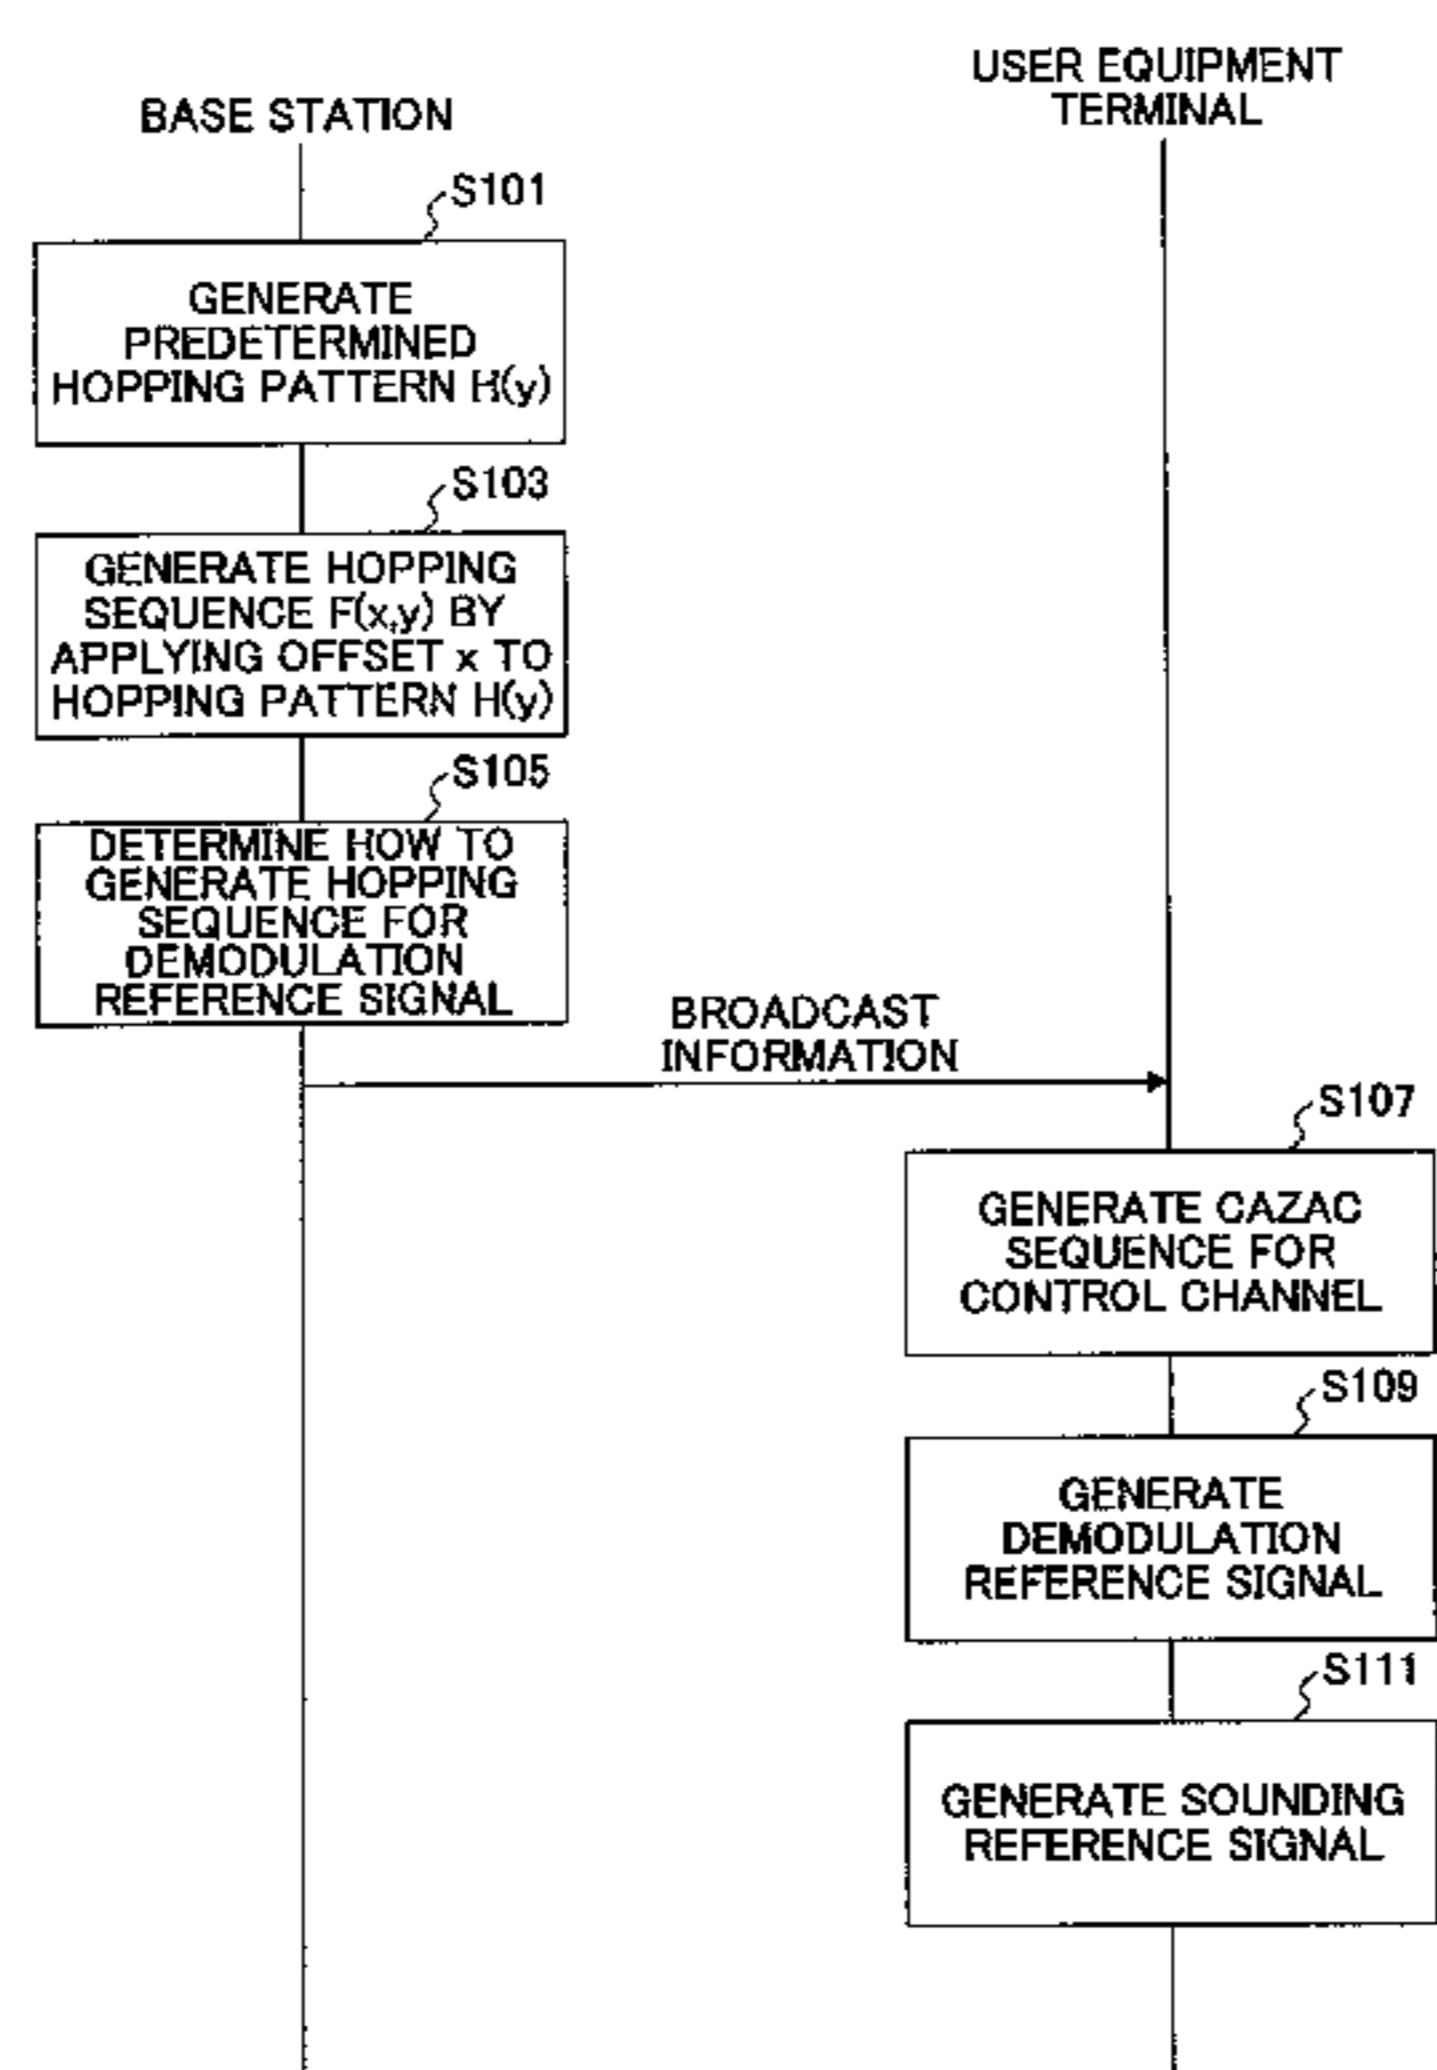 BASE STATION
USER EQUIPMENT
TERMINAL
S101
GENERATE
PREDETERMINED
HOPPING PATTERN H(y)
S103
GENERATE HOPPING
SEQUENCE F(x,y) BY
APPLYING OFFSET x TO
HOPPING PATTERN H(y)
S105
DETERMINE HOW TO
GENERATE HOPPING
SEQUENCE FOR
DEMODULATION
REFERENCE SIGNAL
BROADCAST
INFORMATION
S107
GENERATE CAZAC
SEQUENCE FOR
CONTROL CHANNEL
S109
GENERATE
DEMODULATION
REFERENCE SIGNAL
S111
GENERATE SOUNDING
REFERENCE SIGNAL